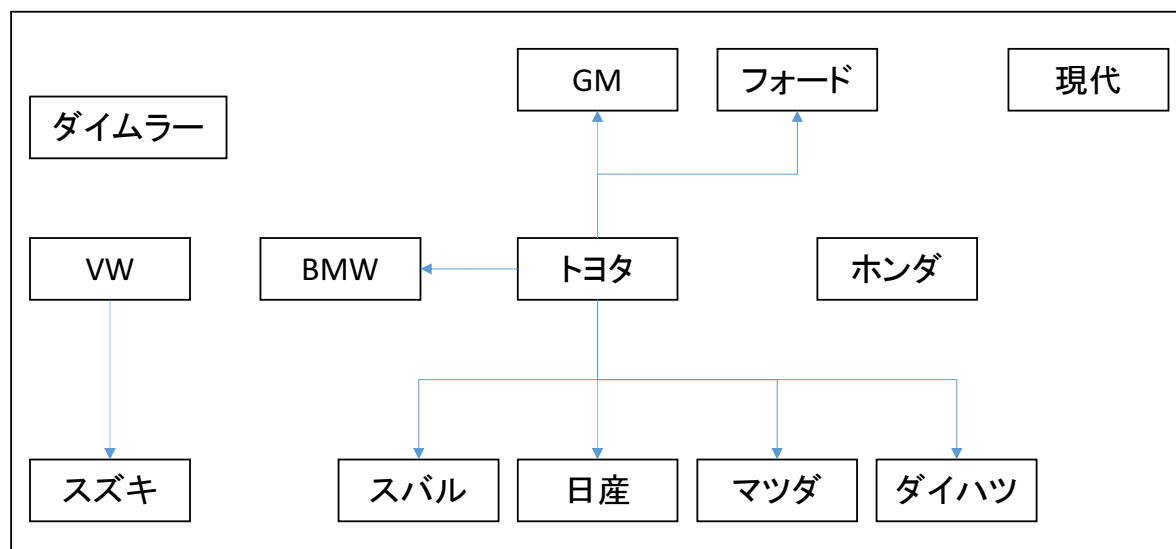 GM
フォード
現代
ダイムラー
VW
BMW
トヨタ
ホンダ
スズキ
スバル
日産
マツダ
ダイハツ